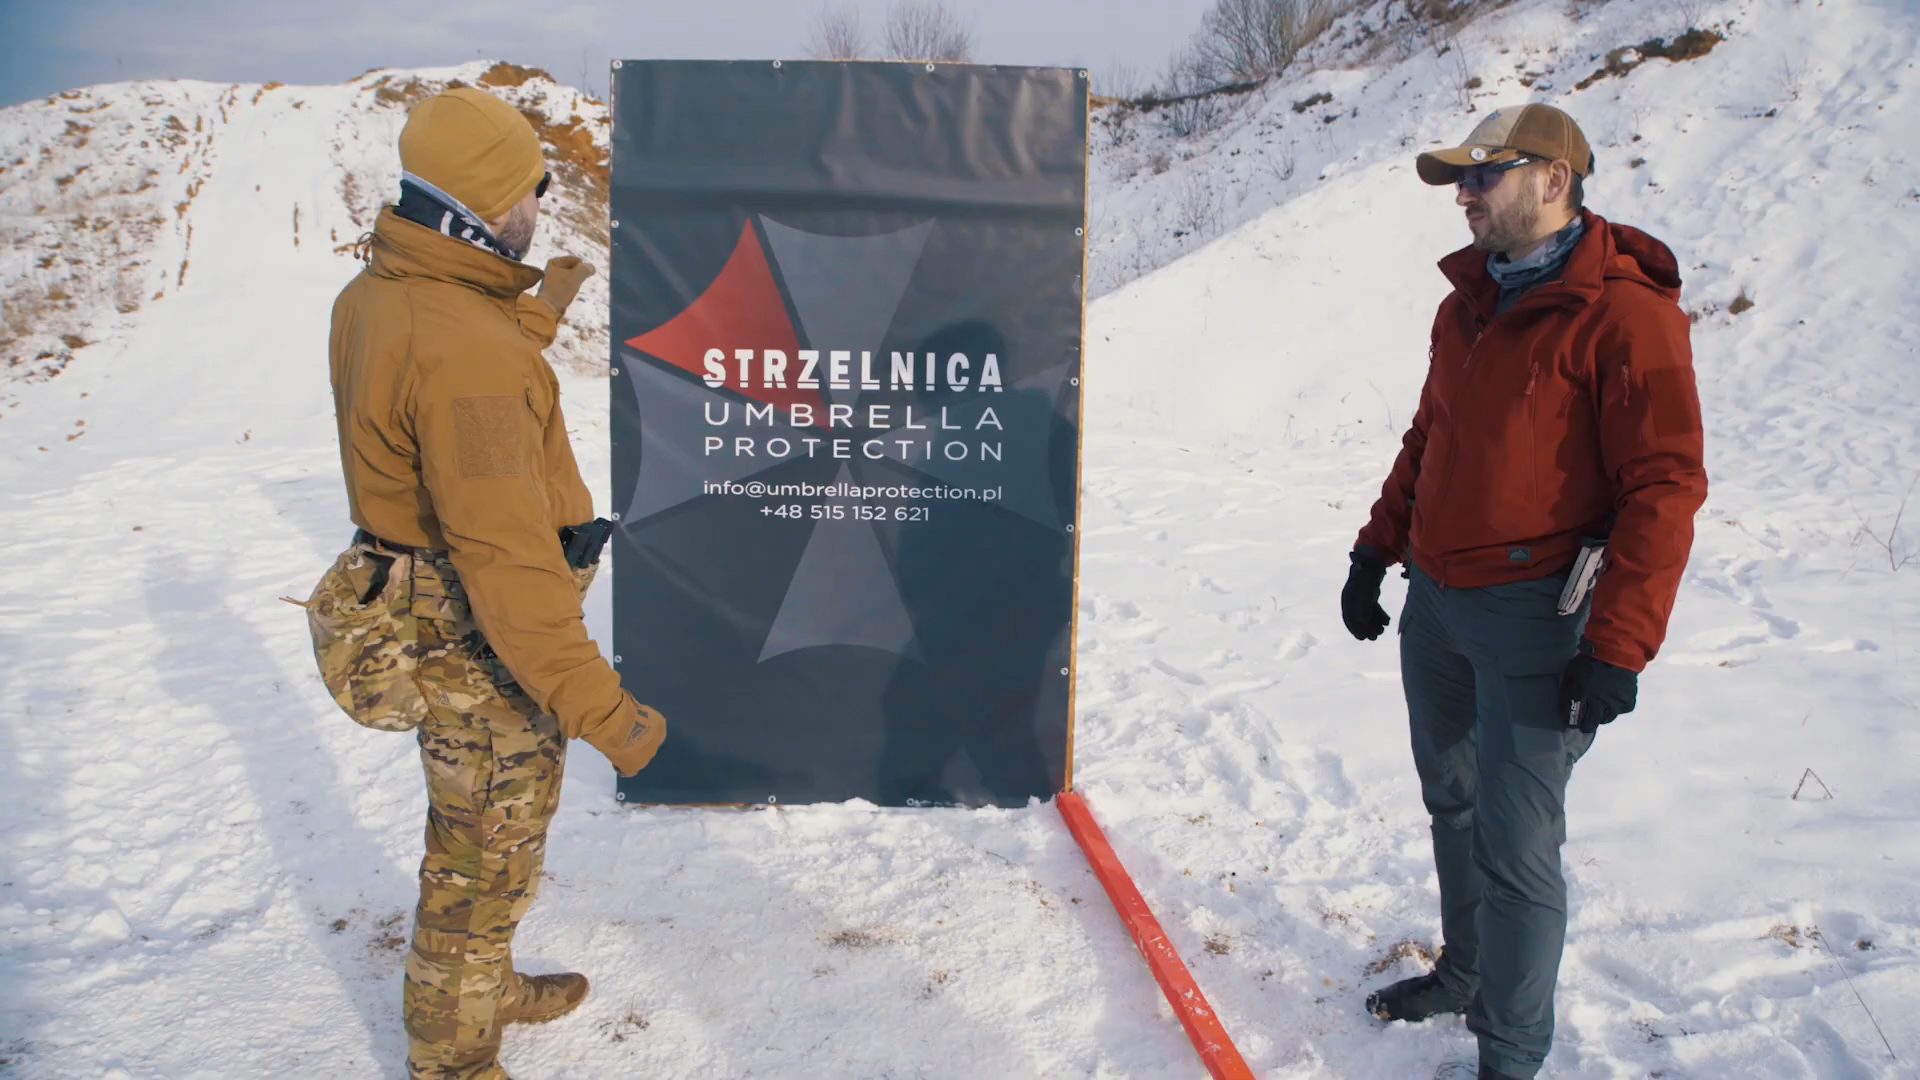 STRZELNICA
UMBRELLA
PROTECTION
info@umbrellaprotection.pl
+48 515 152 621